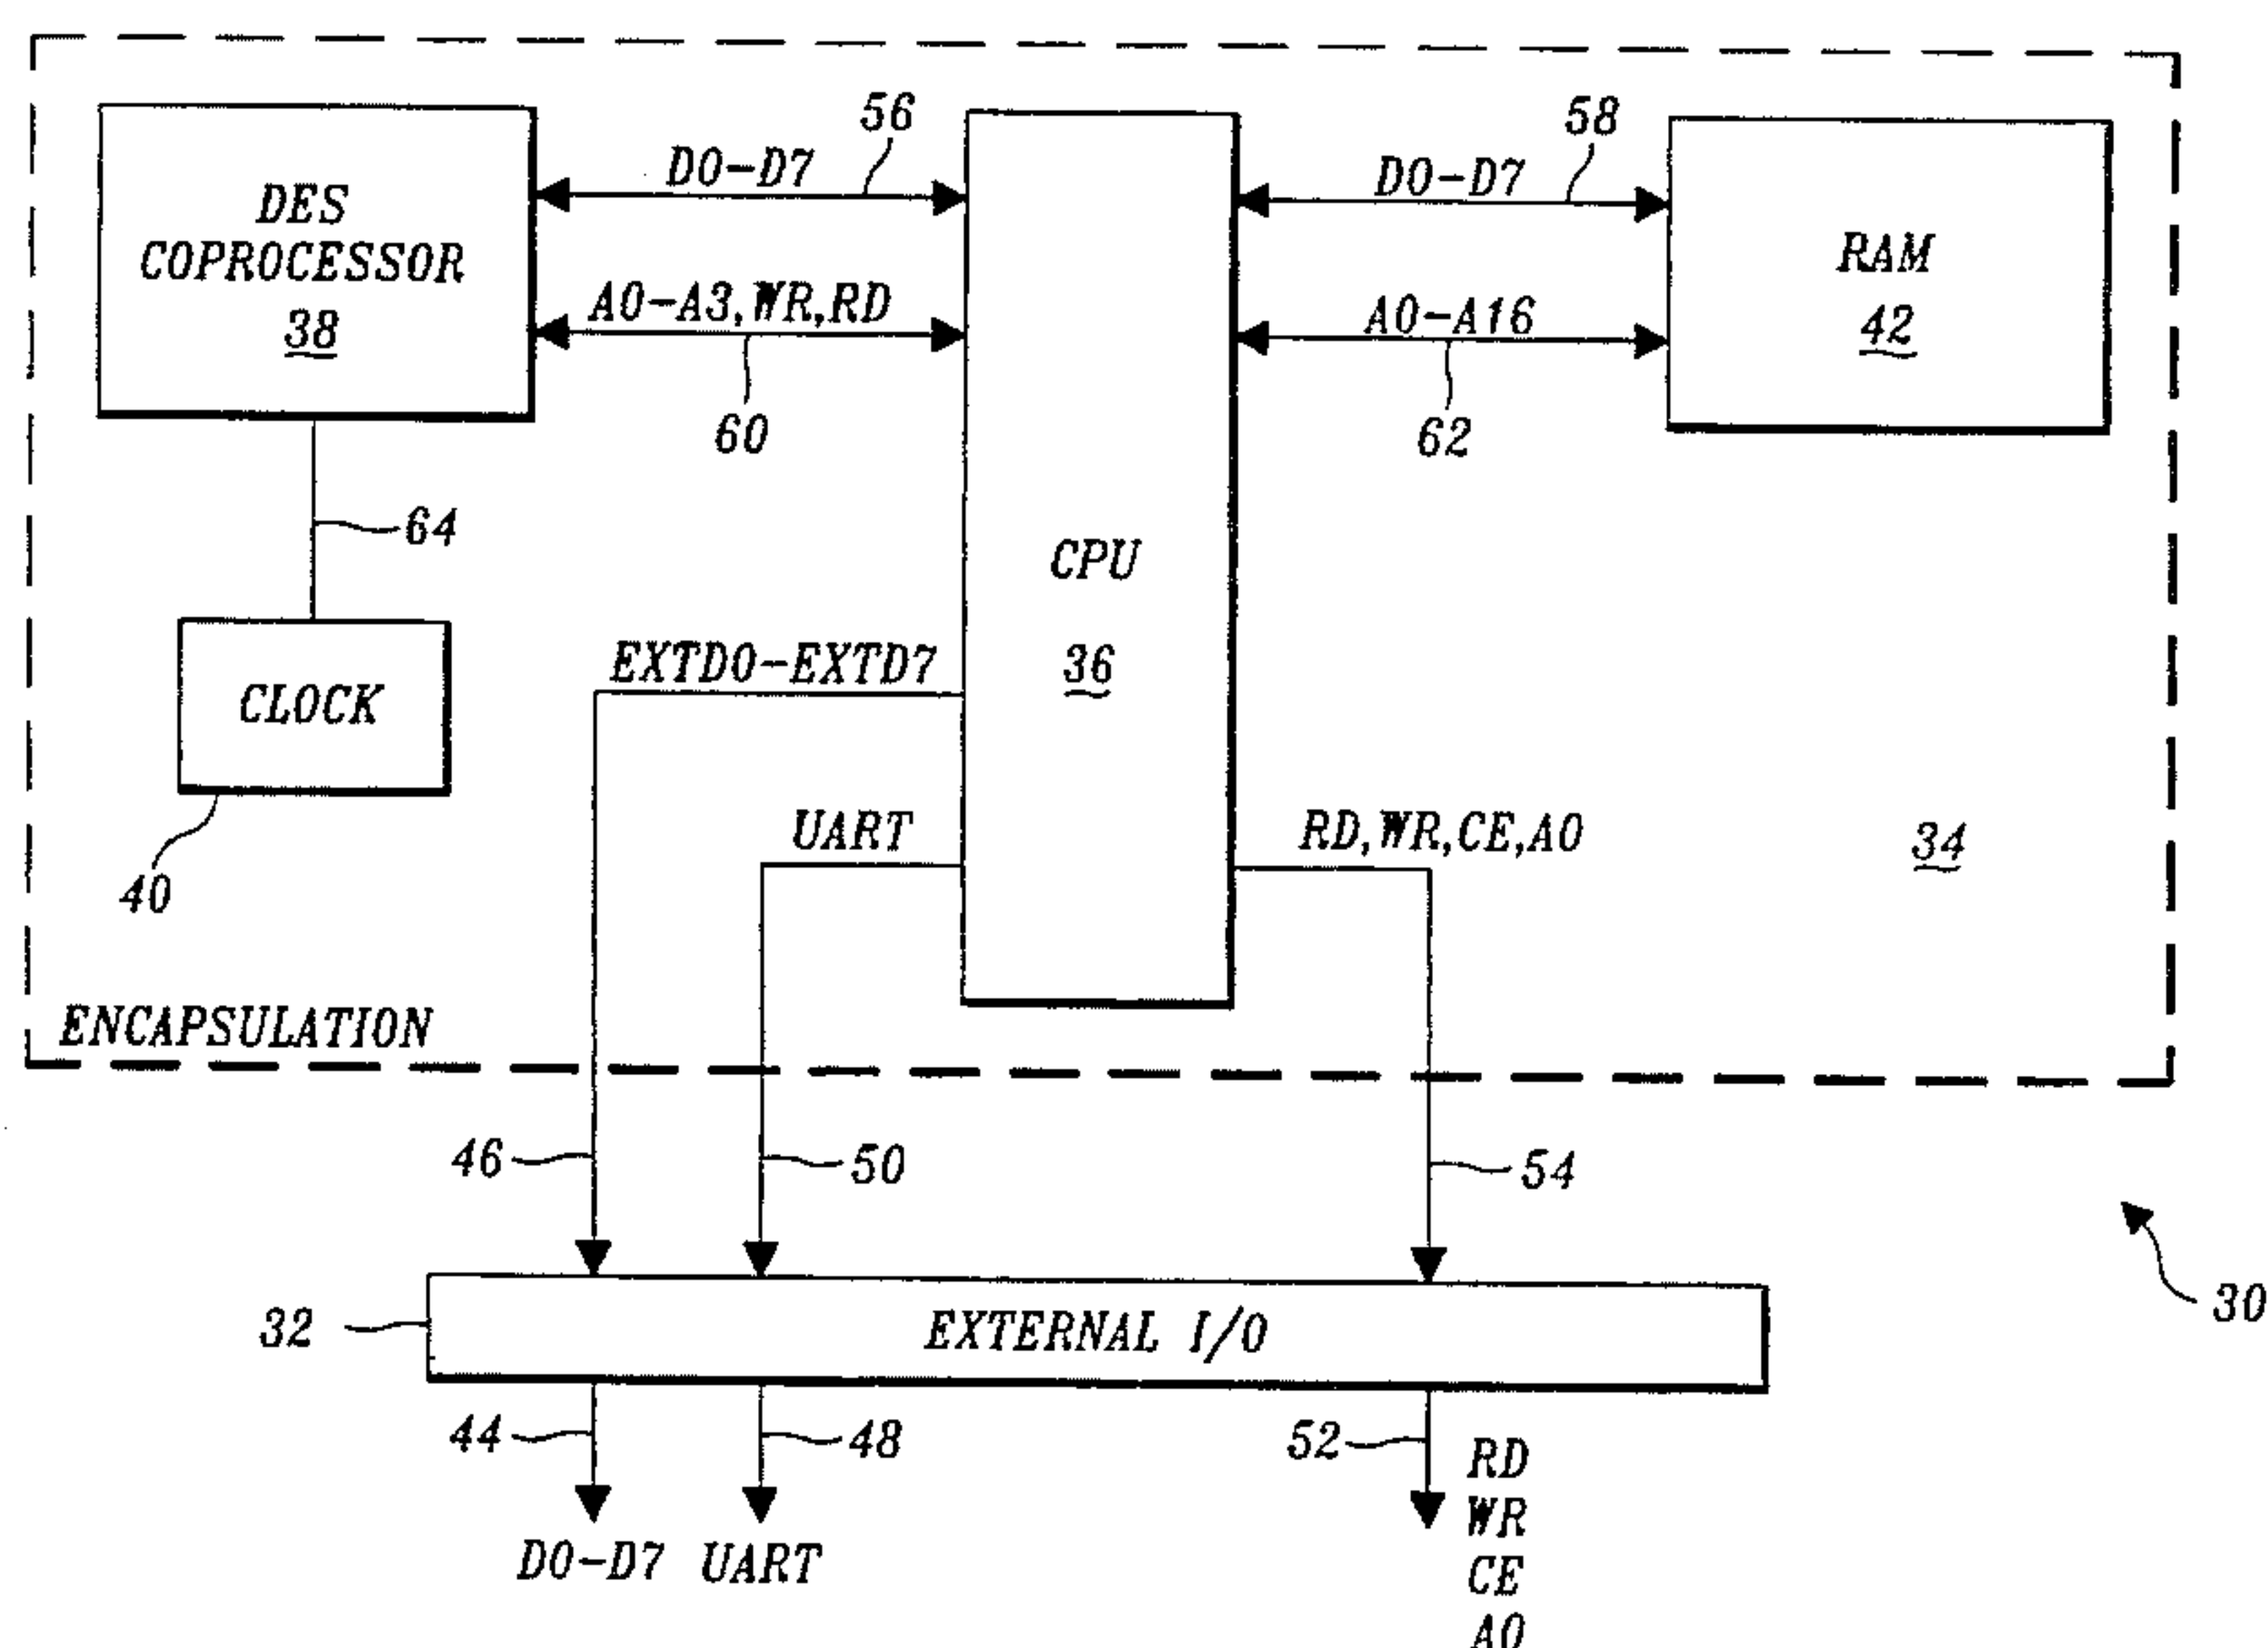 56
58
D0-D7
D0-D7
DES
COPROCESSOR
38
RAM
42
A0-A3,WR,RD
A0-A16
60
62
64
CPU
36
EXTD0-EXTD7
CLOCK
UART
RD,WR,CE,A0
34
40
ENCAPSULATION
46
50
54
30
32
EXTERNAL I/O
44
48
52
RD
WR
CE
A0
D0-D7
UART